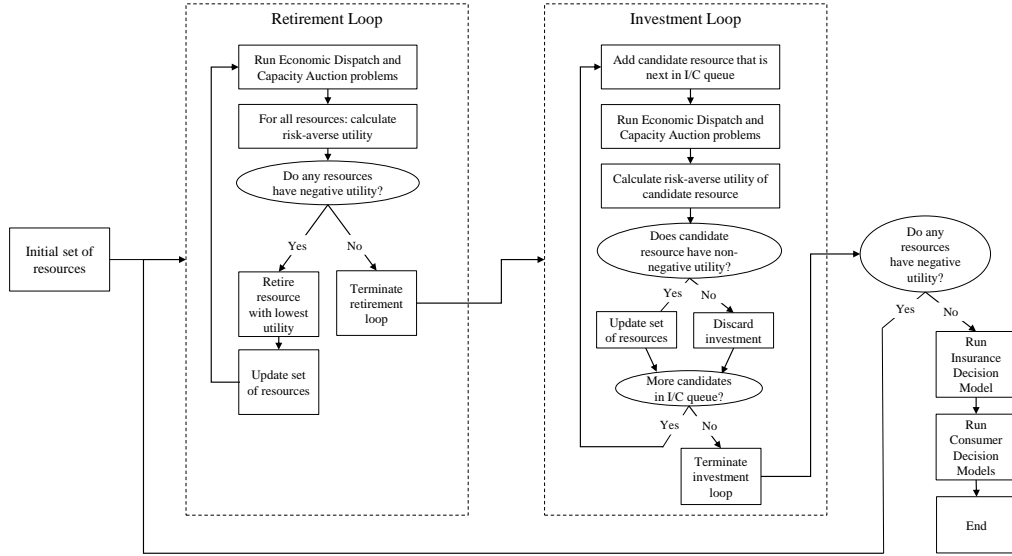 Initial set of
resources
Retirement Loop
Run Economic Dispatch and
Capacity Auction problems
For all resources: calculate
risk-averse utility
Do any resources
have negative utility?
Yes
No
Retire
resource
with lowest
utility
Terminate
retirement
loop
Update set
of resources
Investment Loop
Add candidate resource that is
next in I/C queue
Run Economic Dispatch and
Capacity Auction problems
Calculate risk-averse utility of
candidate resource
Does candidate
resource have non-
negative utility?
Yes
No
Update set
of resources
Discard
investment
More candidates
in I/C queue?
Yes
No
Terminate
investment
loop
Do any
resources
have negative
utility?
Yes
No
Run
Insurance
Decision
Model
Run
Consumer
Decision
Models
End